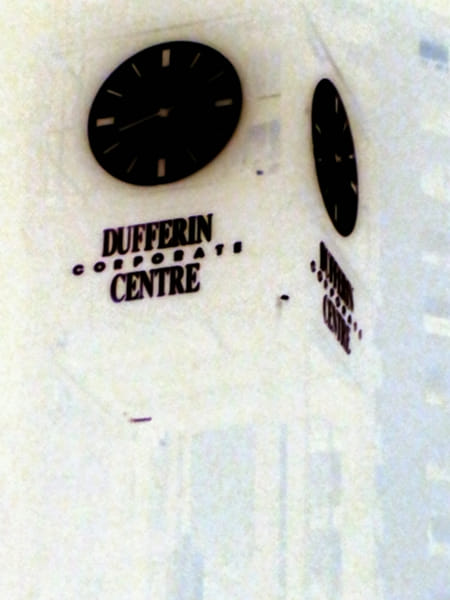 DUFFERIN
CORPORATE
CENTRE
DUFFERIN
CORPORATE
CENTRE